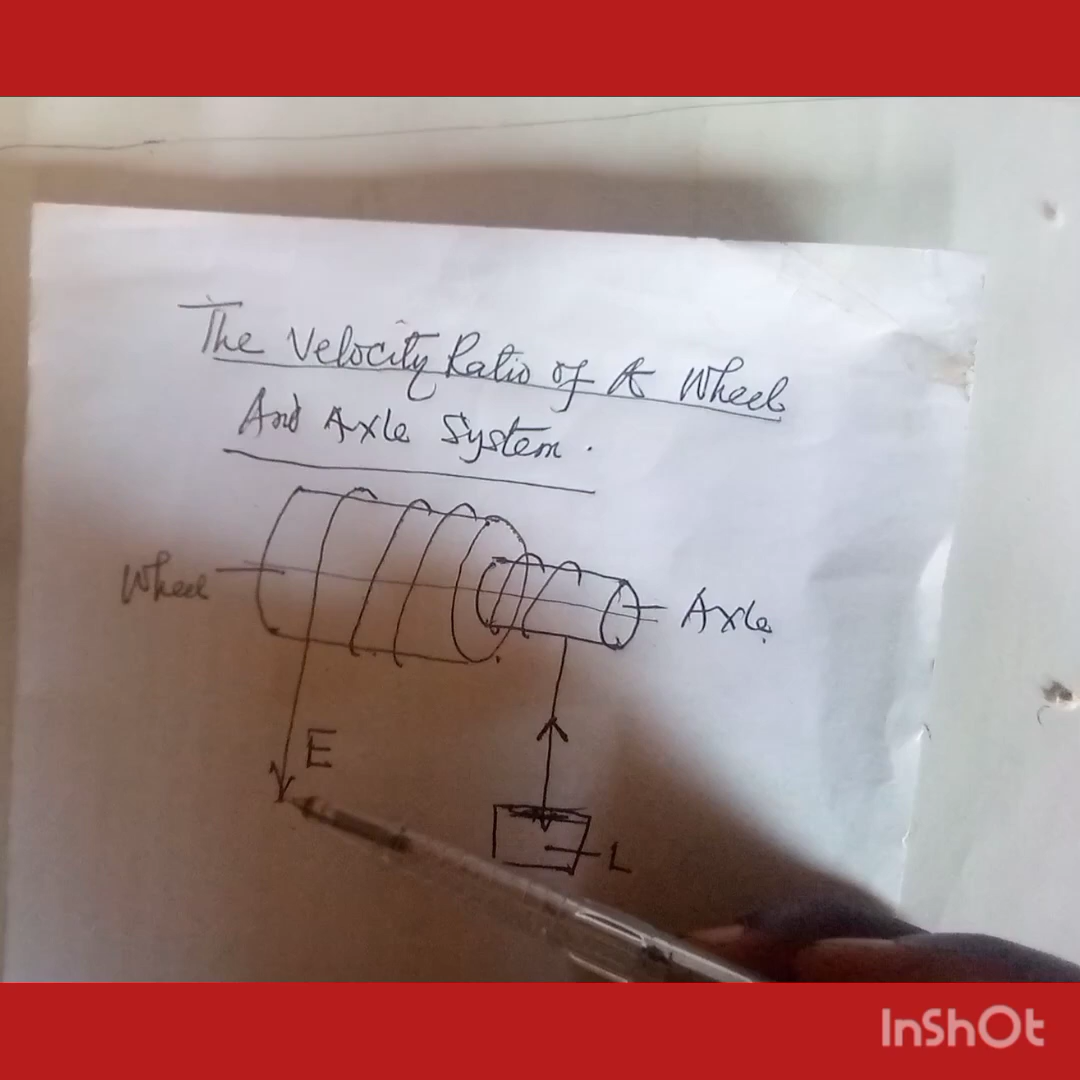 The Velocity Ratio of A Wheel
And Axle System.
Wheel
Axle
E
L
InShOt